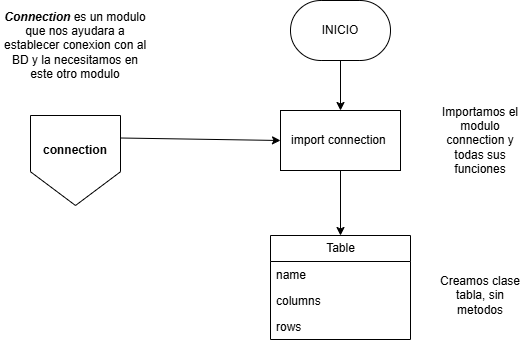 Connection es un modulo
que nos ayudara a
establecer conexion con al
BD y la necesitamos en
este otro modulo
INICIO
connection
import connection
Importamos el
modulo
connection y
todas sus
funciones
Table
name
columns
rows
Creamos clase
tabla, sin
metodos